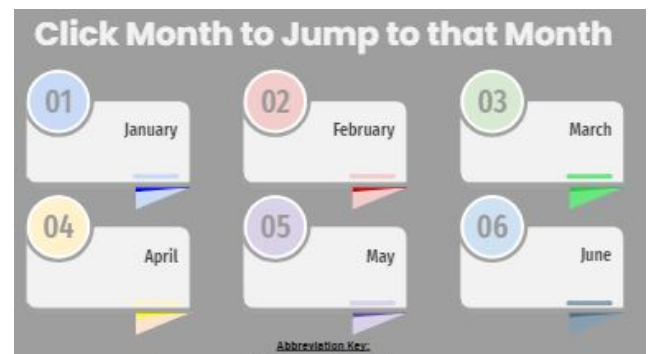 Click Month to Jump to that Month
01
January
02
February
03
March
04
April
05
May
06
June
Abbreviation Key: